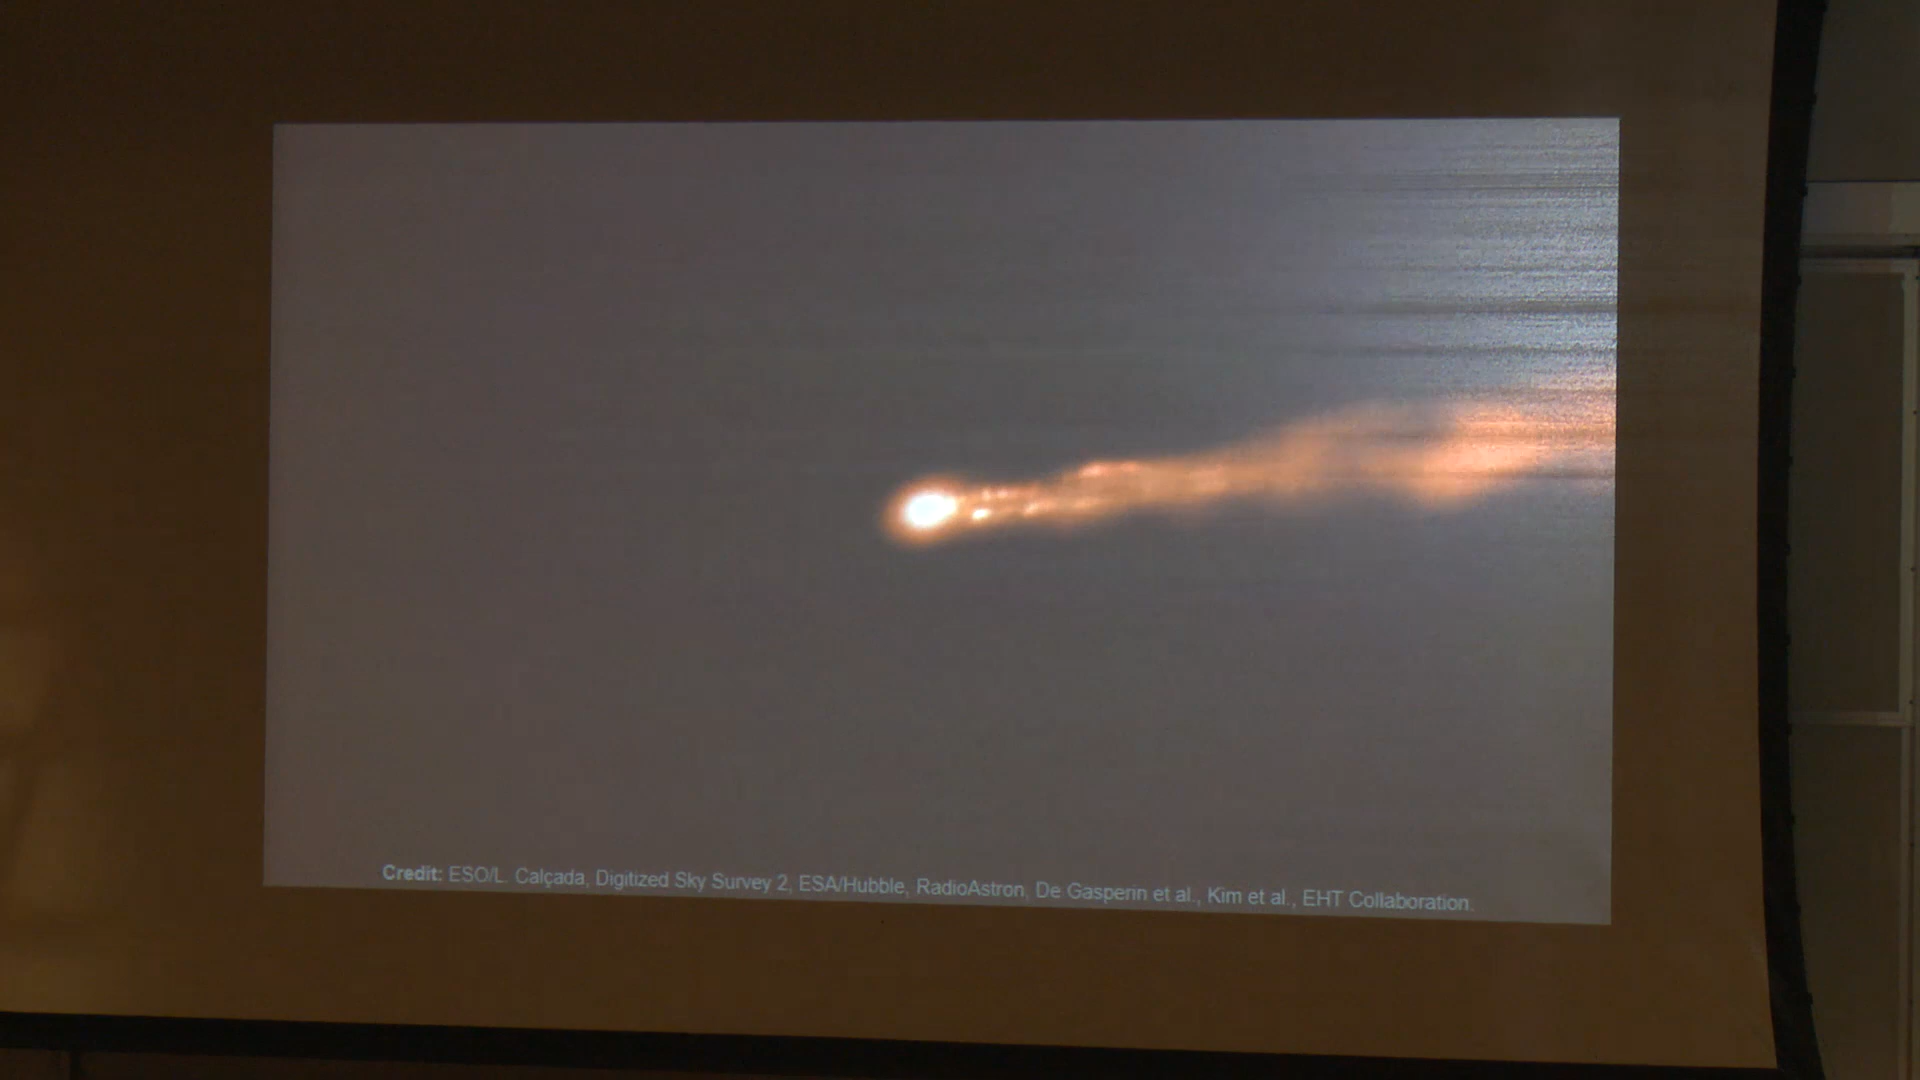 Credit: ESO/L. Calçada, Digitized Sky Survey 2, ESA/Hubble, RadioAstron, De Gasperin et al., Kim et al., EHT Collaboration.